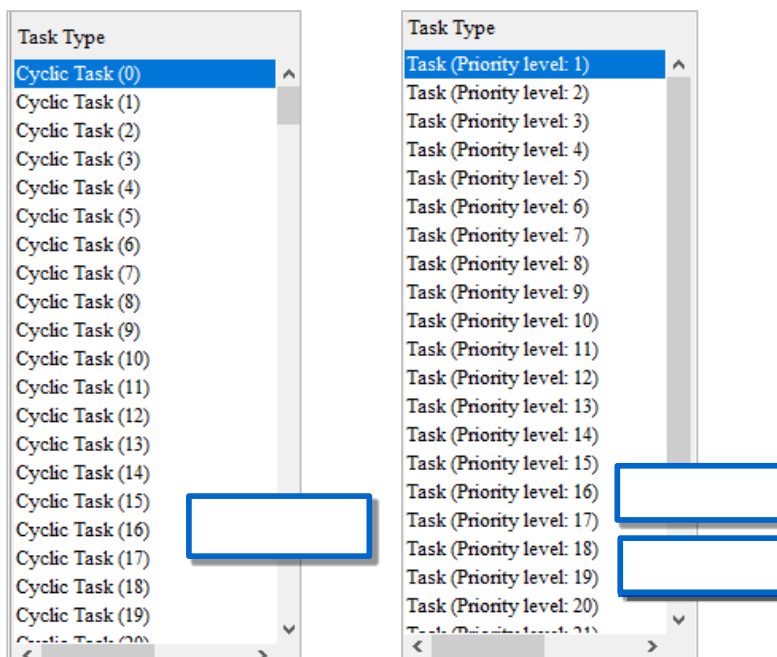 Task Type
Cyclic Task (0)
Cyclic Task (1)
Cyclic Task (2)
Cyclic Task (3)
Cyclic Task (4)
Cyclic Task (5)
Cyclic Task (6)
Cyclic Task (7)
Cyclic Task (8)
Cyclic Task (9)
Cyclic Task (10)
Cyclic Task (11)
Cyclic Task (12)
Cyclic Task (13)
Cyclic Task (14)
Cyclic Task (15)
Cyclic Task (16)
Cyclic Task (17)
Cyclic Task (18)
Cyclic Task (19)
Cyclic Task (20)
Task Type
Task (Priority level: 1)
Task (Priority level: 2)
Task (Priority level: 3)
Task (Priority level: 4)
Task (Priority level: 5)
Task (Priority level: 6)
Task (Priority level: 7)
Task (Priority level: 8)
Task (Priority level: 9)
Task (Priority level: 10)
Task (Priority level: 11)
Task (Priority level: 12)
Task (Priority level: 13)
Task (Priority level: 14)
Task (Priority level: 15)
Task (Priority level: 16)
Task (Priority level: 17)
Task (Priority level: 18)
Task (Priority level: 19)
Task (Priority level: 20)
Task (Priority level: 21)